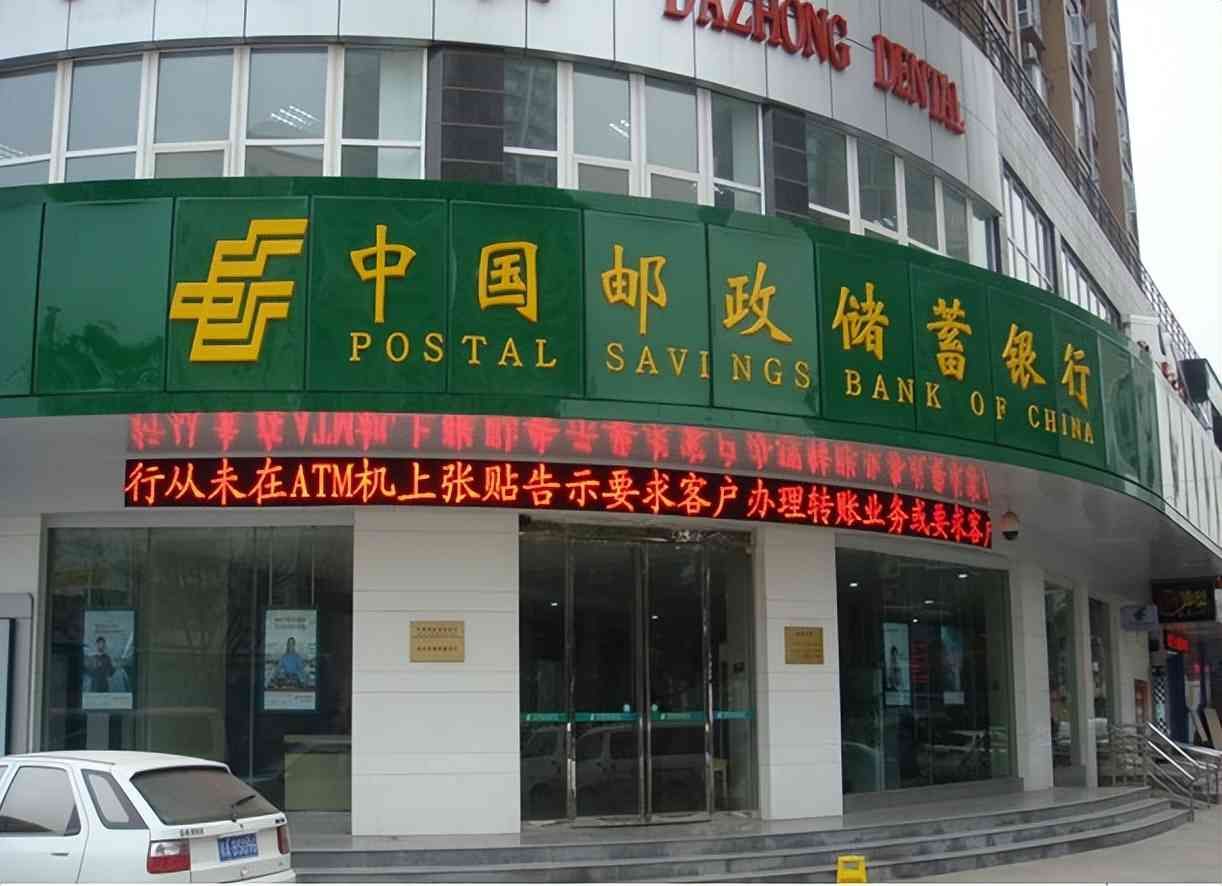 DAZHONG DENTAL
中国邮政储蓄银行
POSTAL SAVINGS BANK OF CHINA
行从未在ATM机上张贴告示要求客户办理转账业务或要求客户